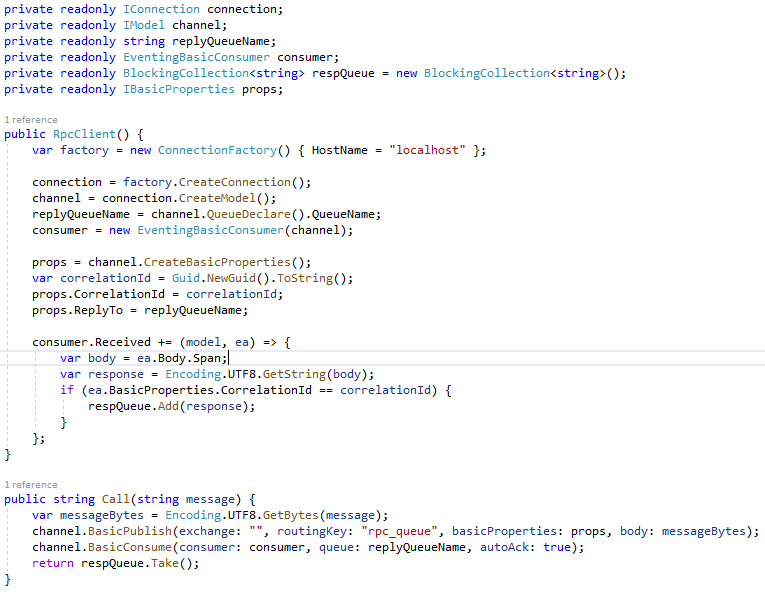 private readonly IConnection connection;
private readonly IModel channel;
private readonly string replyQueueName;
private readonly EventingBasicConsumer consumer;
private readonly BlockingCollection<string> respQueue = new BlockingCollection<string>();
private readonly IBasicProperties props;
1 reference
public RpcClient() {
    var factory = new ConnectionFactory() { HostName = "localhost" };
    connection = factory.CreateConnection();
    channel = connection.CreateModel();
    replyQueueName = channel.QueueDeclare().QueueName;
    consumer = new EventingBasicConsumer(channel);
    props = channel.CreateBasicProperties();
    var correlationId = Guid.NewGuid().ToString();
    props.CorrelationId = correlationId;
    props.ReplyTo = replyQueueName;
    consumer.Received += (model, ea) => {
        var body = ea.Body.Span;
        var response = Encoding.UTF8.GetString(body);
        if (ea.BasicProperties.CorrelationId == correlationId) {
            respQueue.Add(response);
        }
    };
}
1 reference
public string Call(string message) {
    var messageBytes = Encoding.UTF8.GetBytes(message);
    channel.BasicPublish(exchange: "", routingKey: "rpc_queue", basicProperties: props, body: messageBytes);
    channel.BasicConsume(consumer: consumer, queue: replyQueueName, autoAck: true);
    return respQueue.Take();
}